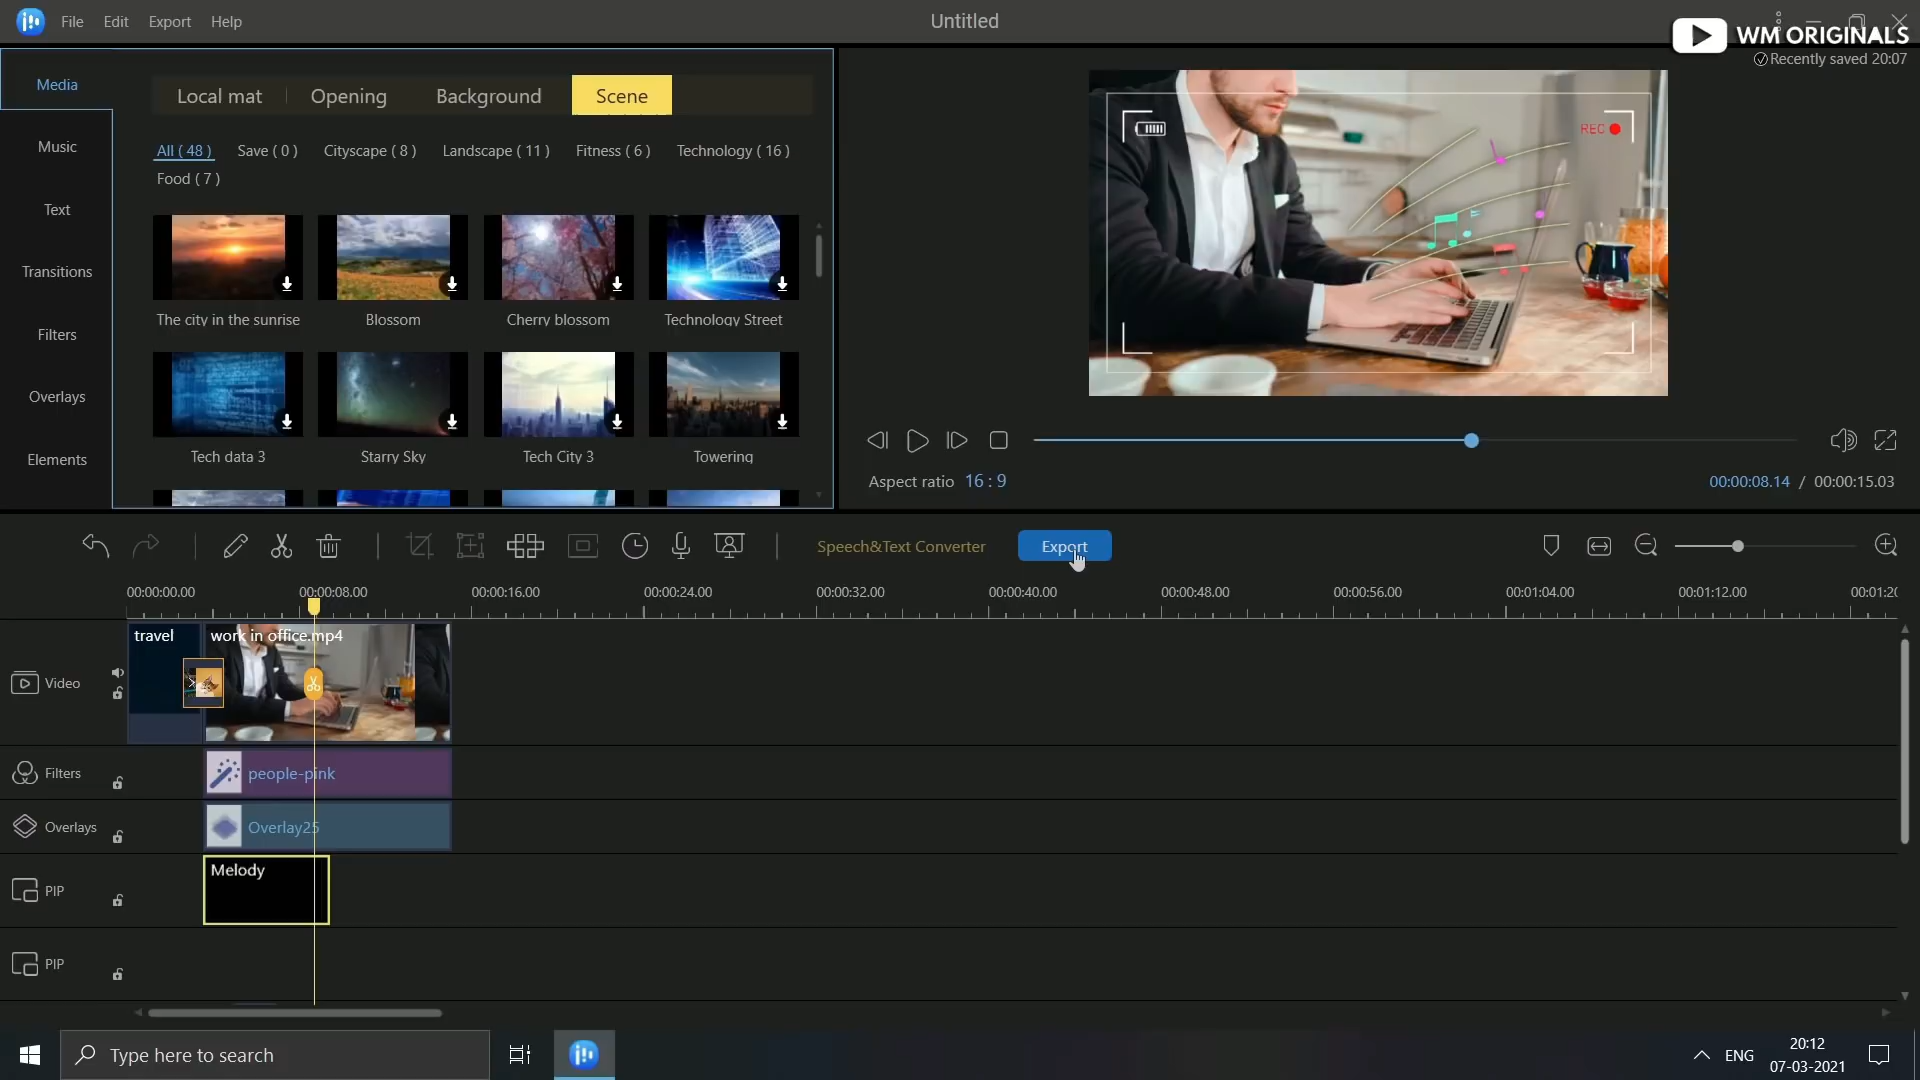 File Edit Export Help
Untitled
WM ORIGINALS
Recently saved 20:07
Media
Music
Text
Transitions
Filters
Overlays
Elements
Local mat Opening Background Scene
All ( 48 ) Save ( 0 ) Cityscape ( 8 ) Landscape ( 11 ) Fitness ( 6 ) Technology ( 16 )
Food ( 7 )
The city in the sunrise Blossom Cherry blossom Technology Street
Tech data 3 Starry Sky Tech City 3 Towering
REC
Aspect ratio 16 : 9
00:00:08.14 / 00:00:15.03
Speech&Text Converter Export
00:00:00.00 00:00:08.00 00:00:16.00 00:00:24.00 00:00:32.00 00:00:40.00 00:00:48.00 00:00:56.00 00:01:04.00 00:01:12.00 00:01:20
Video
travel work in office.mp4
Filters people-pink
Overlays Overlay25
PIP Melody
PIP
Type here to search
ENG
20:12
07-03-2021